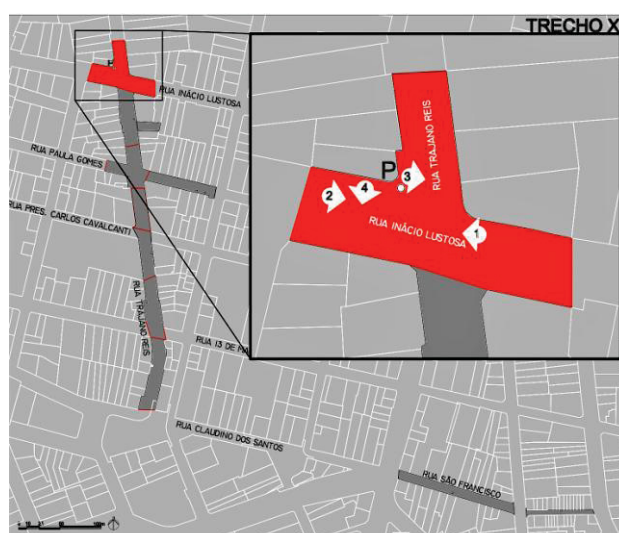 TRECHO X
P
RUA INÁCIO LUSTOSA
P
3
RUA TRAJANO REIS
2
4
RUA INÁCIO LUSTOSA
1
RUA PAULA GOMES
RUA PRES. CARLOS CAVALCANTI
RUA TRAJANO REIS
RUA 13 DE MA
RUA CLAUDINO DOS SANTOS
RUA SÃO FRANCISCO